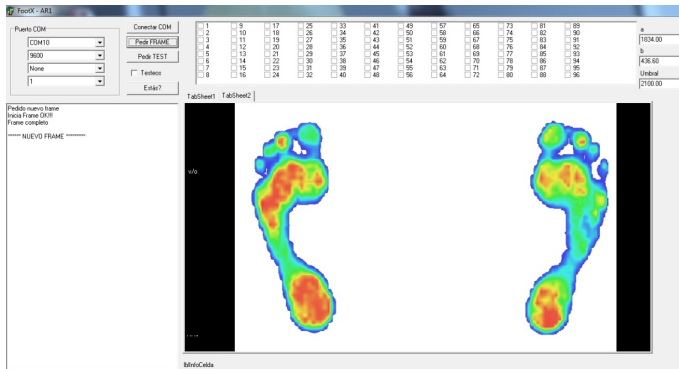 FootX - AR1
Puerto COM
COM10
9600
None
1
Conectar COM
Pedir FRAME
Pedir TEST
Testeos
Estás?
1 9 17 25 33 41 49 57 65 73 81 89
2 10 18 26 34 42 50 58 66 74 82 90
3 11 19 27 35 43 51 59 67 75 83 91
4 12 20 28 36 44 52 60 68 76 84 92
5 13 21 29 37 45 53 61 69 77 85 93
6 14 22 30 38 46 54 62 70 78 86 94
7 15 23 31 39 47 55 63 71 79 87 95
8 16 24 32 40 48 56 64 72 80 88 96
a
1834.00
b
436.60
Umbral
2100.00
Pedido nuevo frame
Inicia Frame OK!!!
Frame completo
****** NUEVO FRAME *********
TabSheet1 TabSheet2
v/o
lblInfoCelda